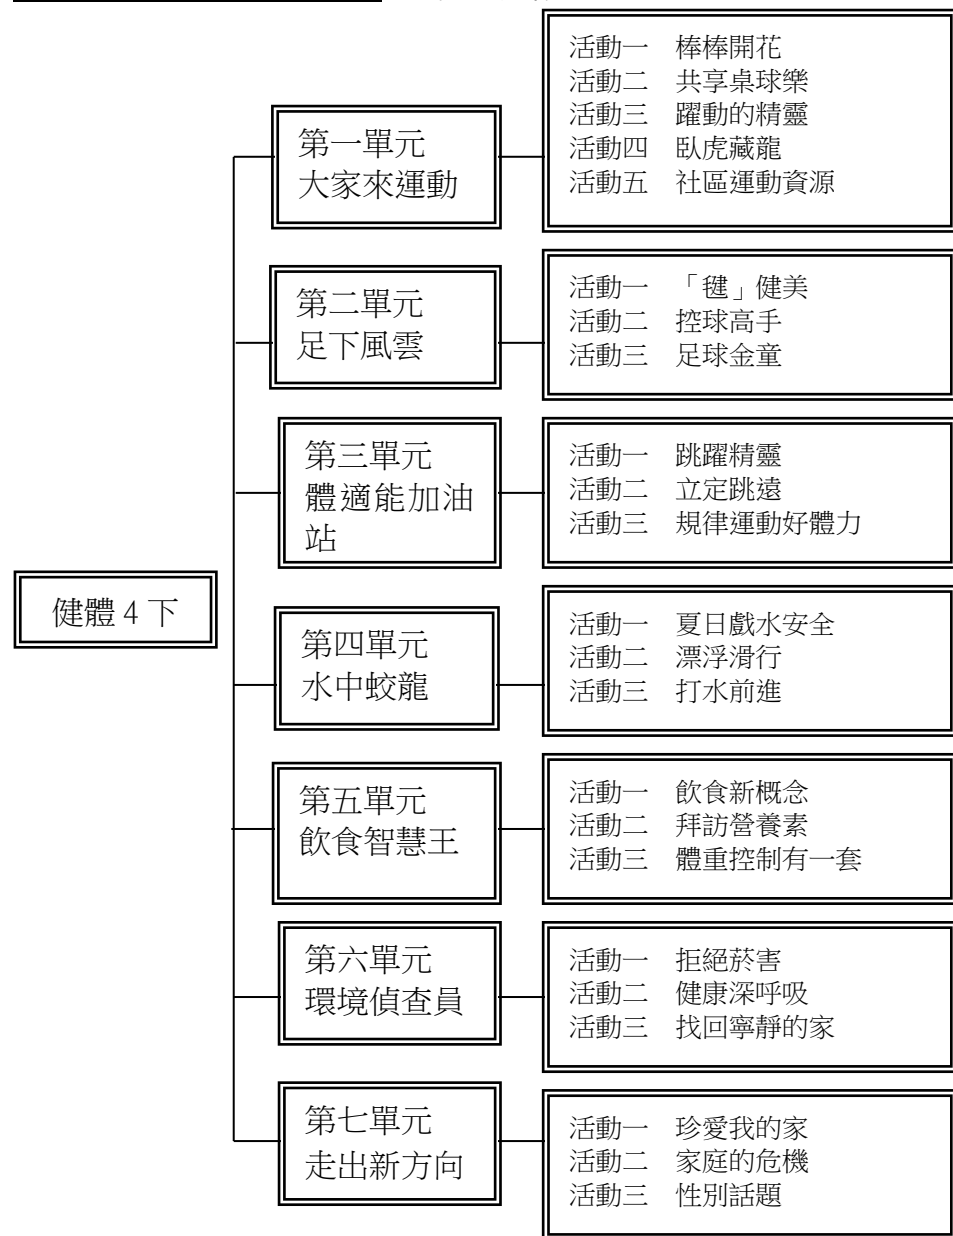 健體4下
第一單元
大家來運動
活動一 棒棒開花
活動二 共享桌球樂
活動三 躍動的精靈
活動四 臥虎藏龍
活動五 社區運動資源
第二單元
足下風雲
活動一 「毽」健美
活動二 控球高手
活動三 足球金童
第三單元
體適能加油
站
活動一 跳躍精靈
活動二 立定跳遠
活動三 規律運動好體力
第四單元
水中蛟龍
活動一 夏日戲水安全
活動二 漂浮滑行
活動三 打水前進
第五單元
飲食智慧王
活動一 飲食新概念
活動二 拜訪營養素
活動三 體重控制有一套
第六單元
環境偵查員
活動一 拒絕菸害
活動二 健康深呼吸
活動三 找回寧靜的家
第七單元
走出新方向
活動一 珍愛我的家
活動二 家庭的危機
活動三 性別話題